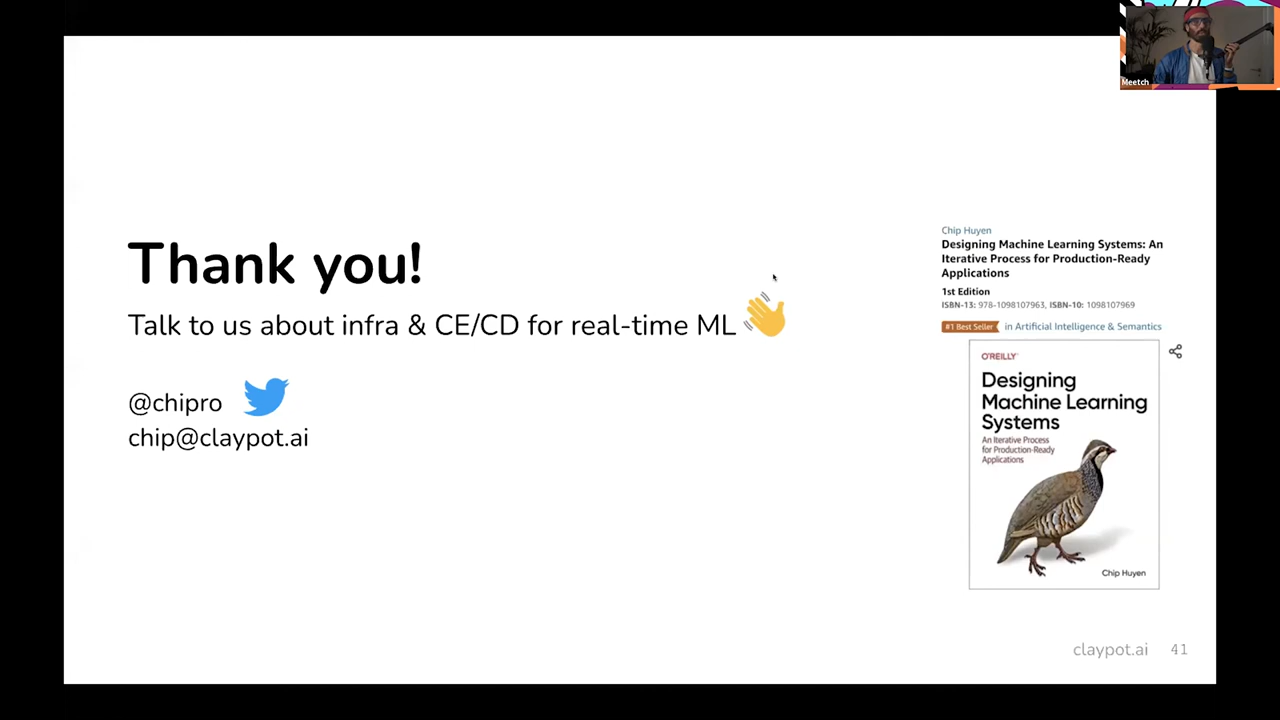 Meetch
Thank you!
Talk to us about infra & CE/CD for real-time ML
@chipro
chip@claypot.ai
Chip Huyen
Designing Machine Learning Systems: An
Iterative Process for Production-Ready
Applications
1st Edition
ISBN-13: 978-1098107963, ISBN-10: 1098107969
#1 Best Seller in Artificial Intelligence & Semantics
O'REILLY
Designing
Machine Learning
Systems
An Iterative Process
for Production-Ready
Applications
Chip Huyen
claypot.ai 41